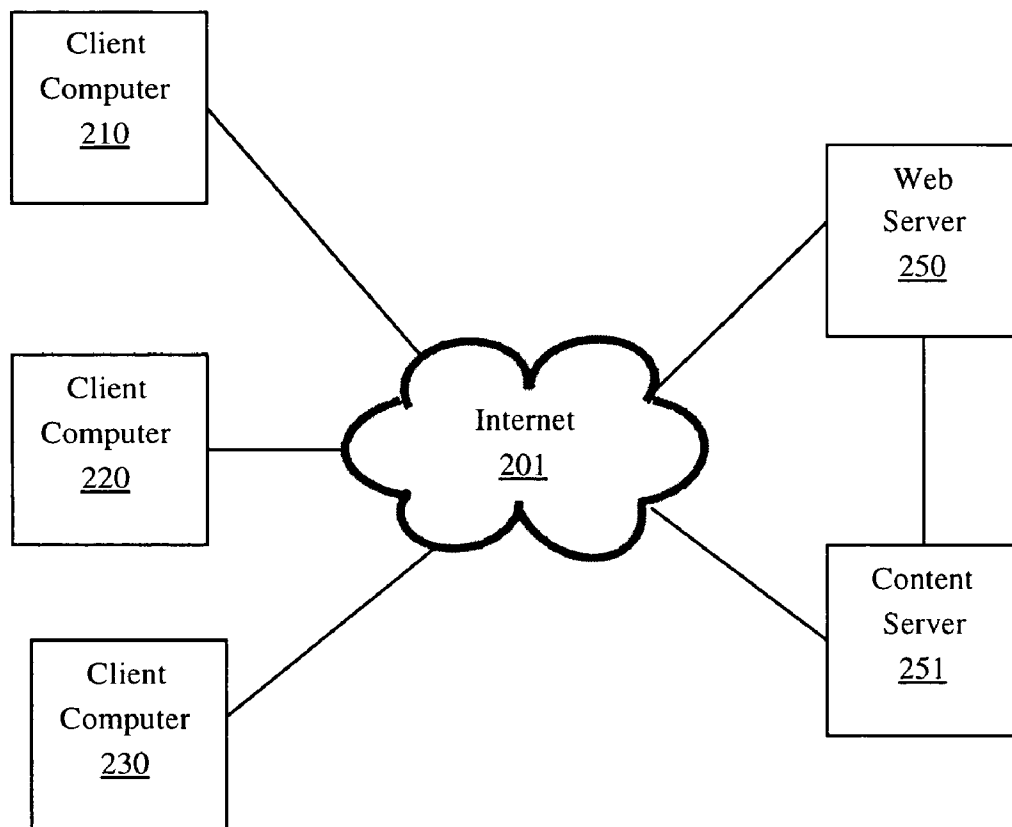 Client
Computer
210
Client
Computer
220
Client
Computer
230
Internet
201
Web
Server
250
Content
Server
251